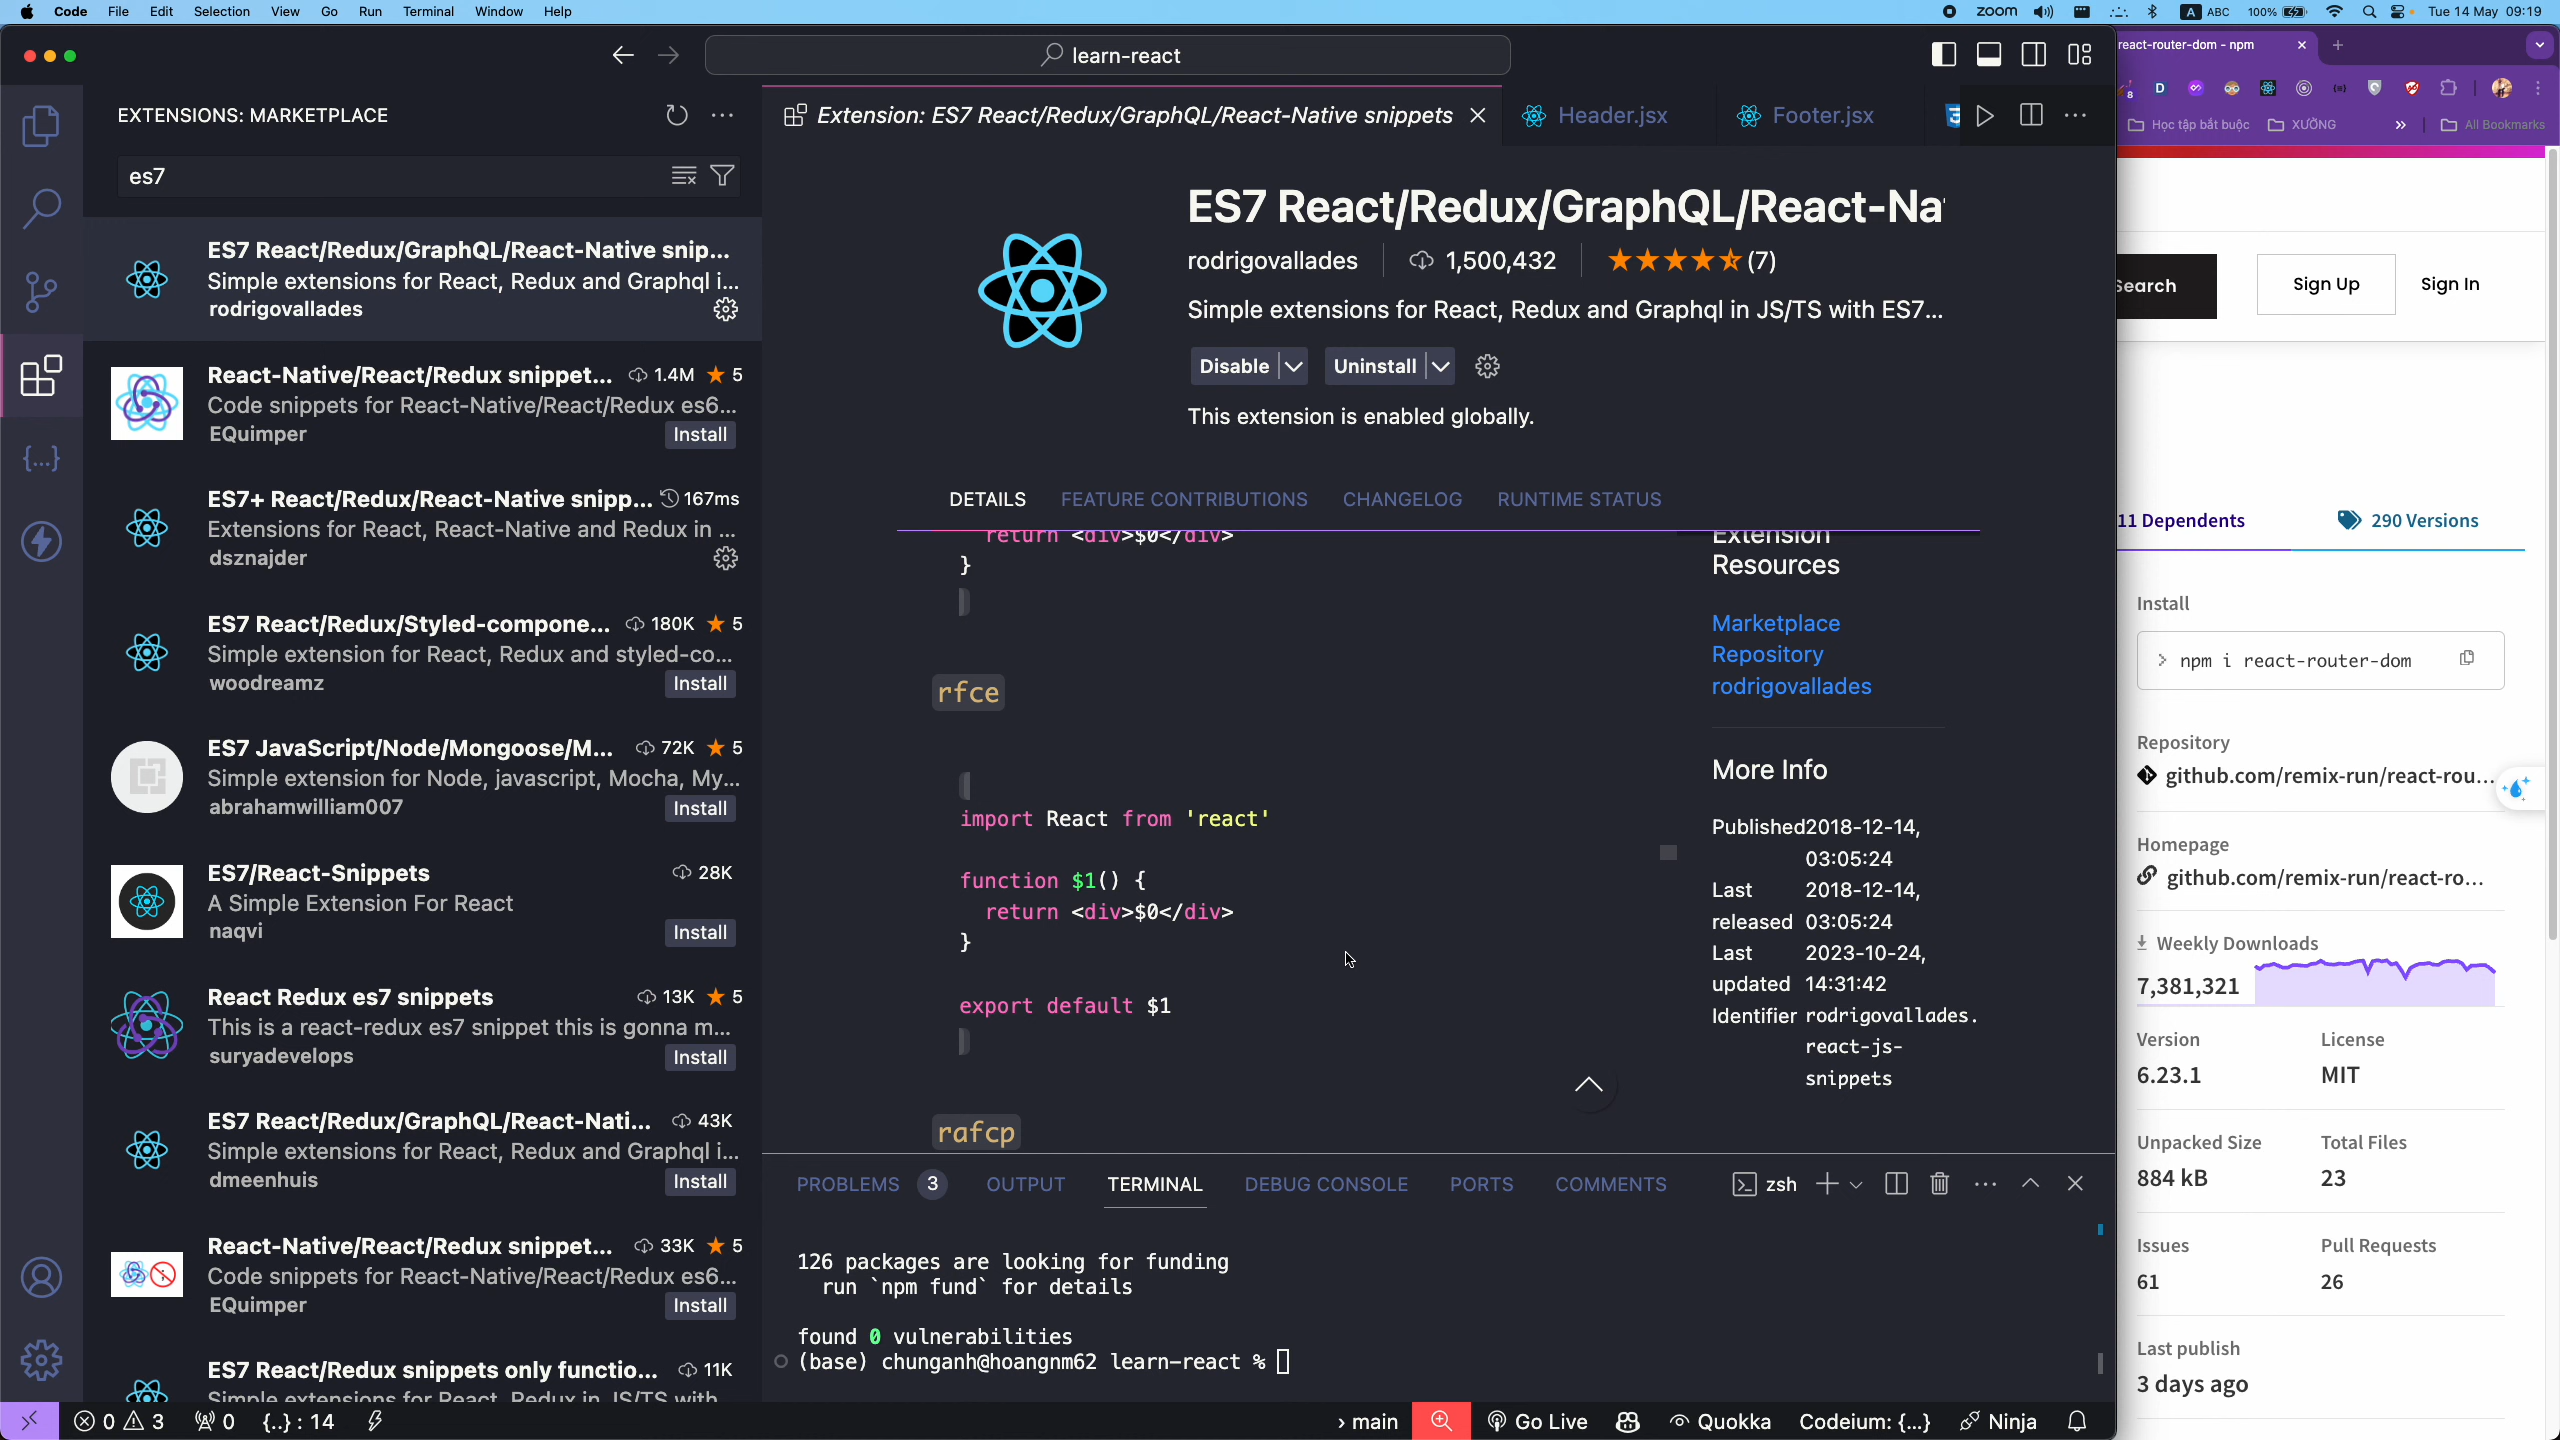 Code File Edit Selection View Go Run Terminal Window Help
zoom A ABC 100% Tue 14 May 09:19
learn-react
EXTENSIONS: MARKETPLACE
es7
ES7 React/Redux/GraphQL/React-Native snip...
Simple extensions for React, Redux and Graphql i...
rodrigovallades
React-Native/React/Redux snippet... 1.4M 5
Code snippets for React-Native/React/Redux es6...
EQuimper
Install
ES7+ React/Redux/React-Native snipp... 167ms
Extensions for React, React-Native and Redux in ...
dsznajder
ES7 React/Redux/Styled-compone... 180K 5
Simple extension for React, Redux and styled-co...
woodreamz
Install
ES7 JavaScript/Node/Mongoose/M... 72K 5
Simple extension for Node, javascript, Mocha, My...
abrahamwilliam007
Install
ES7/React-Snippets 28K
A Simple Extension For React
naqvi
Install
React Redux es7 snippets 13K 5
This is a react-redux es7 snippet this is gonna m...
suryadevelops
Install
ES7 React/Redux/GraphQL/React-Nati... 43K
Simple extensions for React, Redux and Graphql i...
dmeenhuis
Install
React-Native/React/Redux snippet... 33K 5
Code snippets for React-Native/React/Redux es6...
EQuimper
Install
ES7 React/Redux snippets only functio... 11K
Simple extensions for React, Redux in JS/TS with
Extension: ES7 React/Redux/GraphQL/React-Native snippets
Header.jsx
Footer.jsx
ES7 React/Redux/GraphQL/React-Na
rodrigovallades 1,500,432 (7)
Simple extensions for React, Redux and Graphql in JS/TS with ES7...
Disable Uninstall
This extension is enabled globally.
DETAILS FEATURE CONTRIBUTIONS CHANGELOG RUNTIME STATUS
return <div>$0</div>
}
rfce
import React from 'react'
function $1() {
return <div>$0</div>
}
export default $1
rafcp
Extension
Resources
Marketplace
Repository
rodrigovallades
More Info
Published 2018-12-14,
03:05:24
Last 2018-12-14,
released 03:05:24
Last 2023-10-24,
updated 14:31:42
Identifier rodrigovallades.
react-js-
snippets
PROBLEMS 3 OUTPUT TERMINAL DEBUG CONSOLE PORTS COMMENTS
zsh
126 packages are looking for funding
run `npm fund` for details
found 0 vulnerabilities
(base) chunganh@hoangnm62 learn-react %
0 3 0 {..} : 14
main Go Live Quokka Codeium: {...} Ninja
react-router-dom - npm
8 D
Học tập bắt buộc XƯỞNG » All Bookmarks
Search
Sign Up
Sign In
11 Dependents
290 Versions
Install
> npm i react-router-dom
Repository
github.com/remix-run/react-rou...
Homepage
github.com/remix-run/react-ro...
Weekly Downloads
7,381,321
Version License
6.23.1 MIT
Unpacked Size Total Files
884 kB 23
Issues Pull Requests
61 26
Last publish
3 days ago